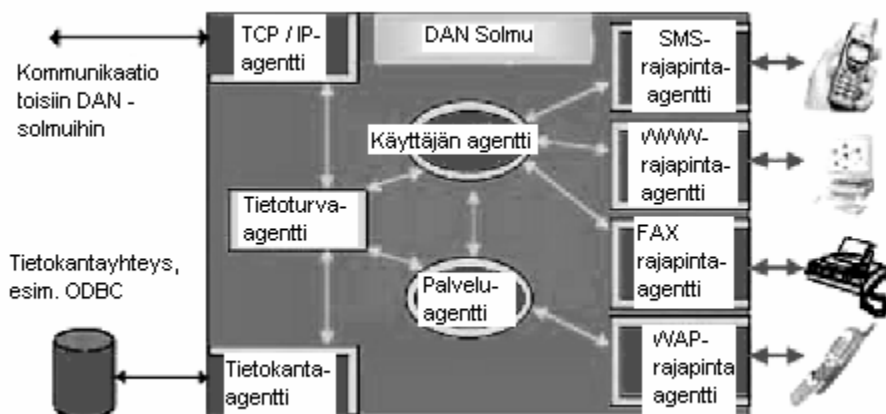 TCP / IP-
agentti
DAN Solmu
SMS-
rajapinta-
agentti
Kommunikaatio
toisiin DAN -
solmuihin
Käyttäjän agentti
WWW-
rajapinta-
agentti
Tietoturva-
agentti
FAX
rajapinta-
agentti
Tietokantayhteys,
esim. ODBC
Palvelu-
agentti
WAP-
rajapinta
agentti
Tietokanta-
agentti